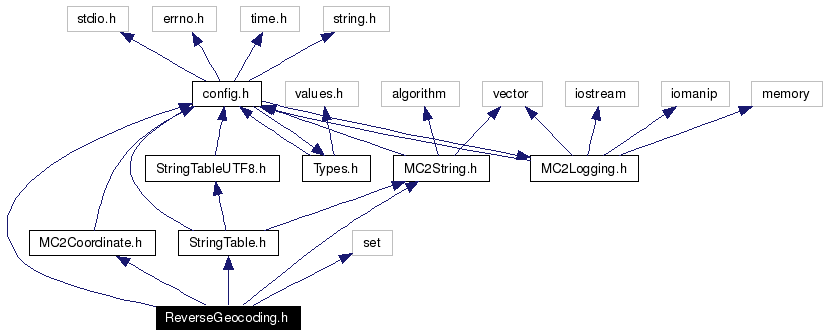 stdio.h
errno.h
time.h
string.h
config.h
values.h
algorithm
vector
iostream
iomanip
memory
StringTableUTF8.h
Types.h
MC2String.h
MC2Logging.h
MC2Coordinate.h
StringTable.h
set
ReverseGeocoding.h